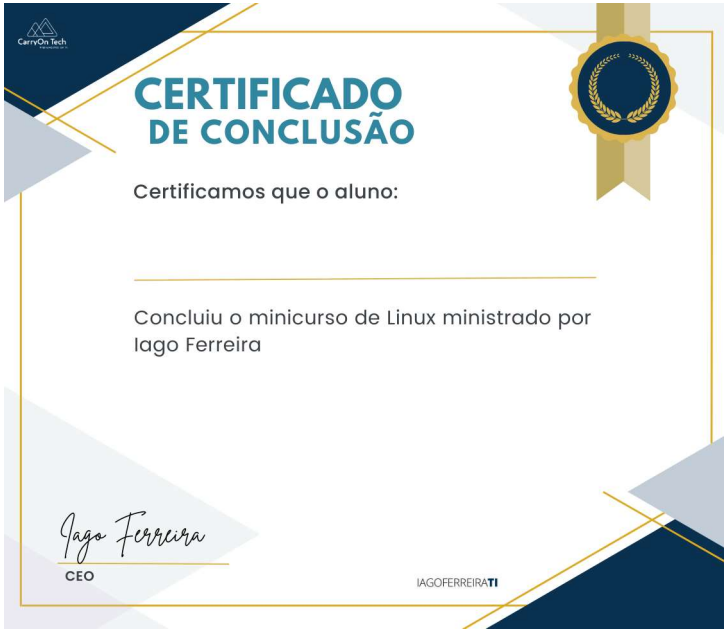 CarryOn Tech
CERTIFICADO
DE CONCLUSÃO
Certificamos que o aluno:
Concluiu o minicurso de Linux ministrado por
Iago Ferreira
Iago Ferreira
CEO
IAGOFERREIRATI